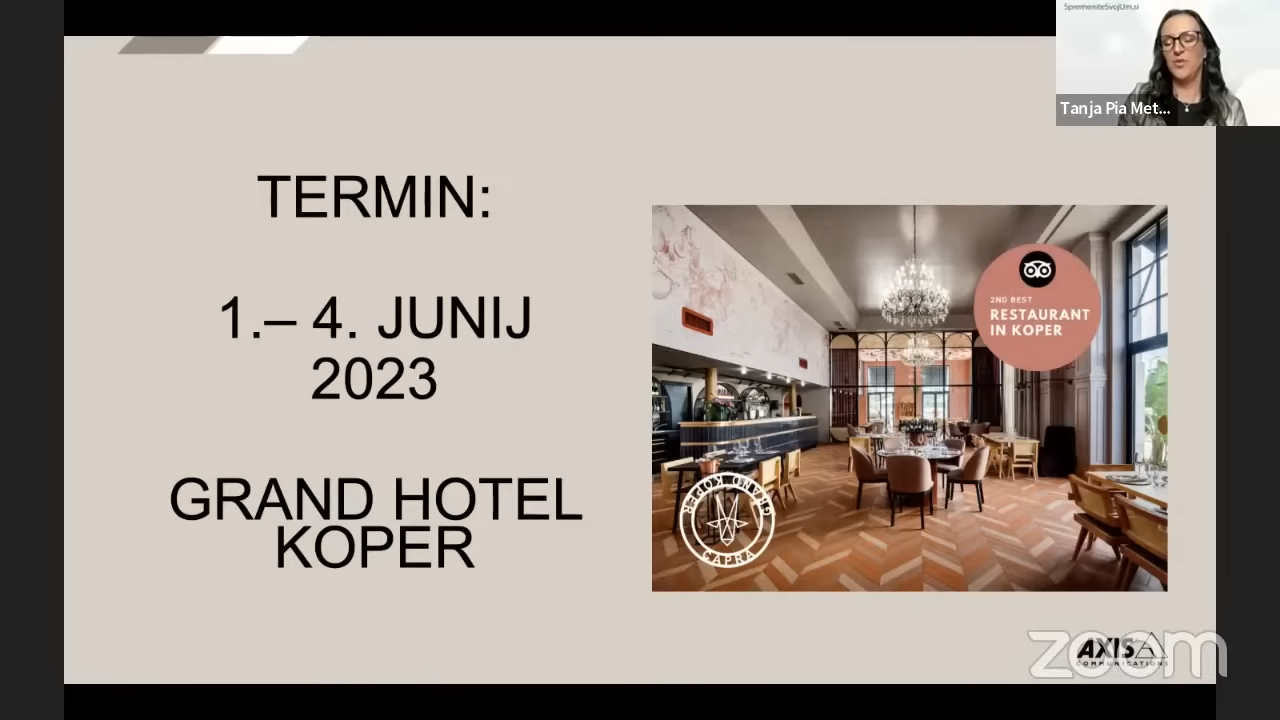 SpremeniteSvojUm.si
Tanja Pia Met...
TERMIN:
1.– 4. JUNIJ
2023
GRAND HOTEL
KOPER
2ND BEST
RESTAURANT
IN KOPER
GRAND KOPER
CAPRA
AXIS
COMMUNICATIONS
zoom